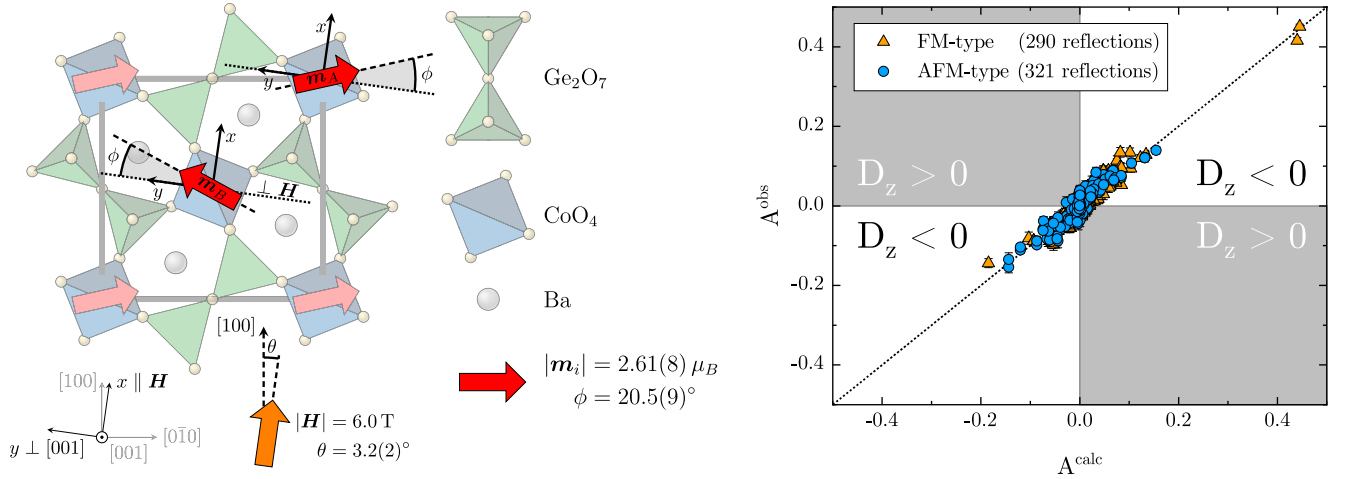 x
y
m_A
ϕ
Ge₂O₇
ϕ
x
y
m_B
⊥ H
CoO₄
Ba
[100]
θ
|m_i| = 2.61(8) μ_B
ϕ = 20.5(9)°
[100]
x ∥ H
y ⊥ [001]
[001]
[01̄0]
|H| = 6.0 T
θ = 3.2(2)°
FM-type (290 reflections)
AFM-type (321 reflections)
D_z > 0
D_z < 0
D_z < 0
D_z > 0
0.4
0.2
0.0
-0.2
-0.4
A^obs
-0.4 -0.2 0.0 0.2 0.4
A^calc